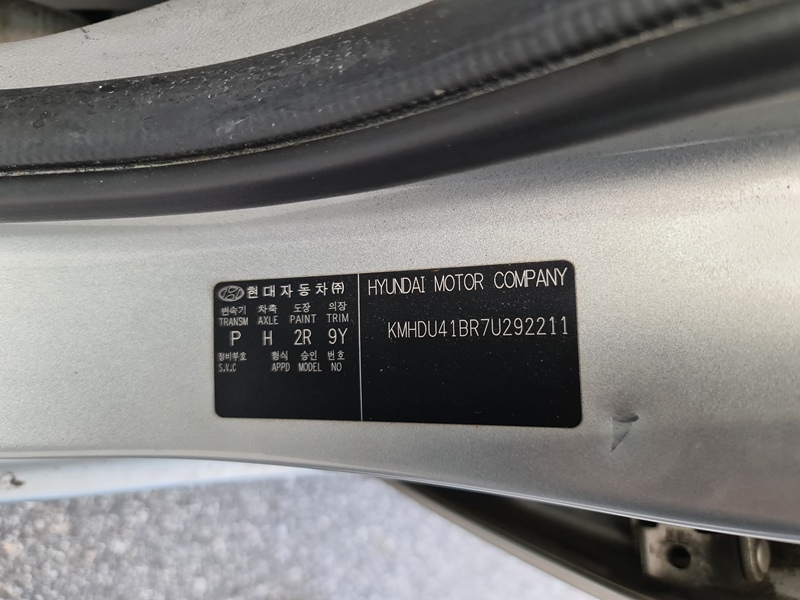 현대자동차㈜
변속기 차축 도장 의장
TRANSM AXLE PAINT TRIM
P H 2R 9Y
정비부호 형식 승인 번호
S.V.C APPD MODEL NO
HYUNDAI MOTOR COMPANY
KMHDU41BR7U292211